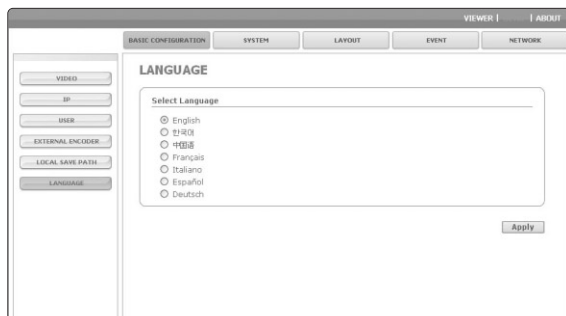 VIEWER | | ABOUT
BASIC CONFIGURATION SYSTEM LAYOUT EVENT NETWORK
VIDEO
IP
USER
EXTERNAL ENCODER
LOCAL SAVE PATH
LANGUAGE
LANGUAGE
Select Language
English
한국어
中国语
Français
Italiano
Español
Deutsch
Apply